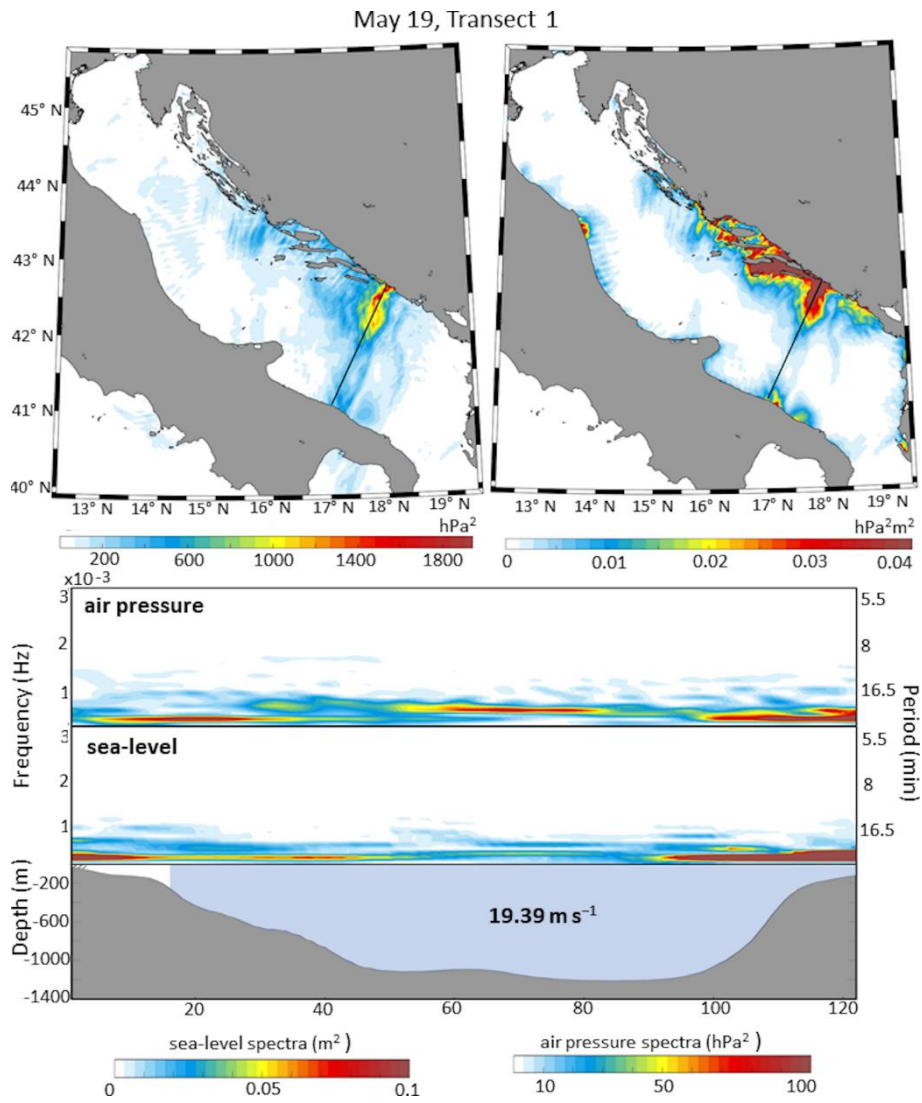 May 19, Transect 1
45° N
44° N
43° N
42° N
41° N
40° N
13° N 14° N 15° N 16° N 17° N 18° N 19° N
13° N 14° N 15° N 16° N 17° N 18° N 19° N
hPa² hPa²m²
200 600 1000 1400 1800
0 0.01 0.02 0.03 0.04
x10⁻³
3 air pressure 5.5
2 8
1 16.5
Frequency (Hz)
Period (min)
3 sea-level 5.5
2 8
1 16.5
Depth (m)
-200
-600
-1000
-1400
19.39 m s⁻¹
20 40 60 80 100 120
sea-level spectra (m²) air pressure spectra (hPa²)
0 0.05 0.1 10 50 100